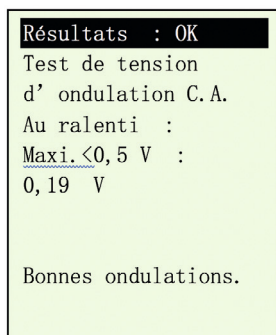 Résultats : OK
Test de tension
d’ ondulation C.A.
Au ralenti :
Maxi.<0,5 V :
0,19 V
Bonnes ondulations.